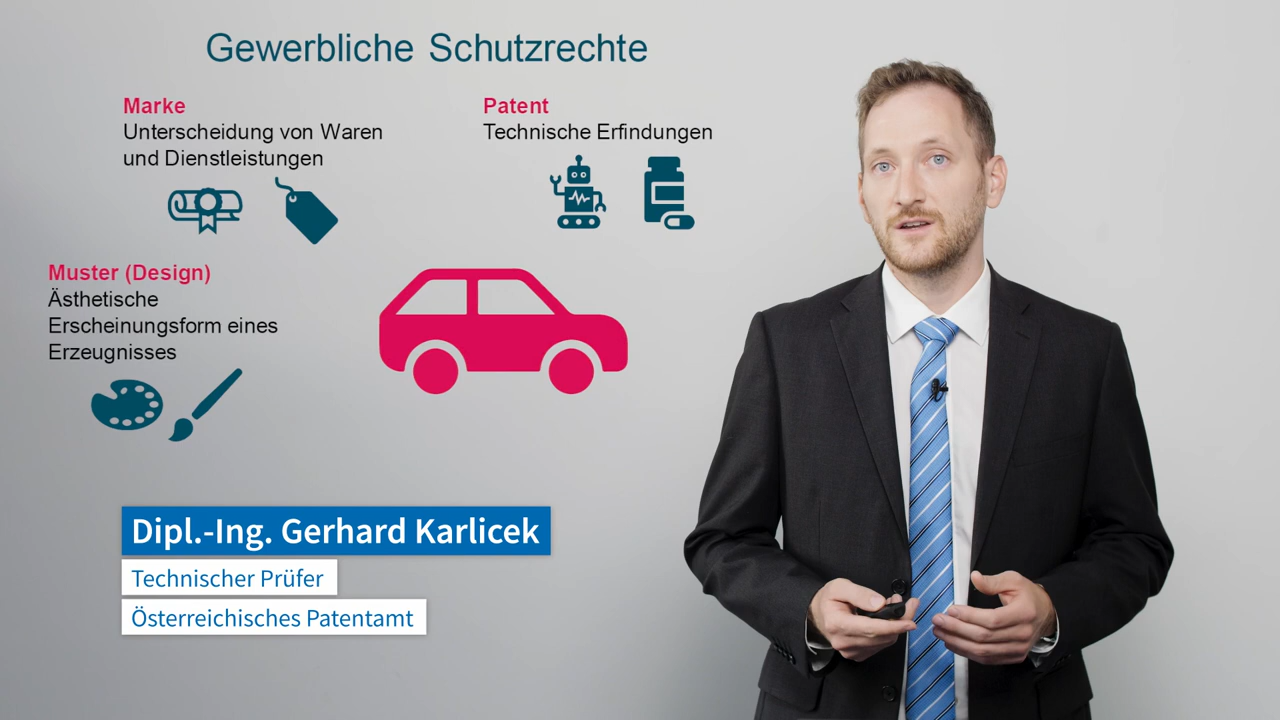 Gewerbliche Schutzrechte
Marke
Unterscheidung von Waren
und Dienstleistungen
Patent
Technische Erfindungen
Muster (Design)
Ästhetische
Erscheinungsform eines
Erzeugnisses
Dipl.-Ing. Gerhard Karlicek
Technischer Prüfer
Österreichisches Patentamt